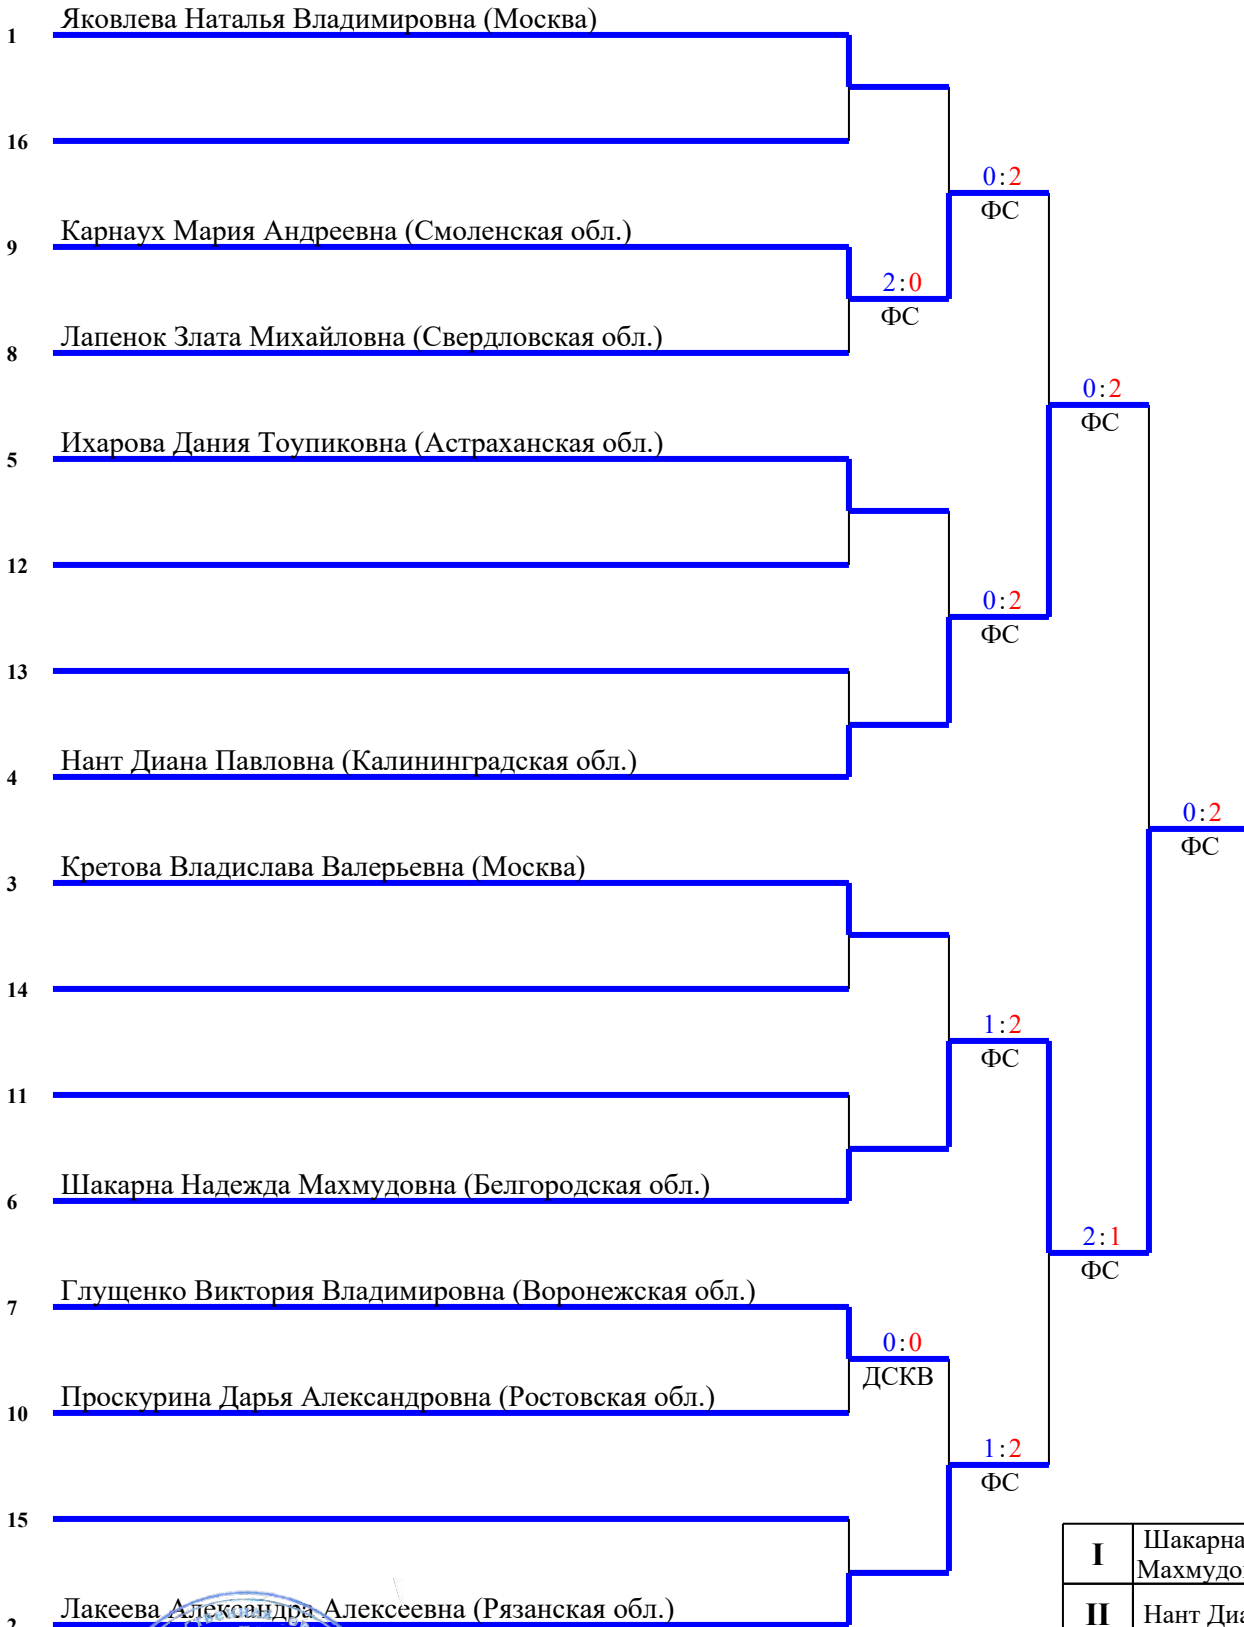 Яковлева Наталья Владимировна (Москва)
1
16
0:2
ФС
Карнаух Мария Андреевна (Смоленская обл.)
9
2:0
ФС
Лапенок Злата Михайловна (Свердловская обл.)
8
0:2
ФС
Ихарова Дания Тоупиковна (Астраханская обл.)
5
12
0:2
ФС
13
Нант Диана Павловна (Калининградская обл.)
4
0:2
ФС
Кретова Владислава Валерьевна (Москва)
3
14
1:2
ФС
11
Шакарна Надежда Махмудовна (Белгородская обл.)
6
2:1
ФС
Глущенко Виктория Владимировна (Воронежская обл.)
7
0:0
ДСКВ
Проскурина Дарья Александровна (Ростовская обл.)
10
1:2
ФС
15
I Шакарна
Махмудо
Лакеева Александра Алексеевна (Рязанская обл.)
2
II Нант Диа